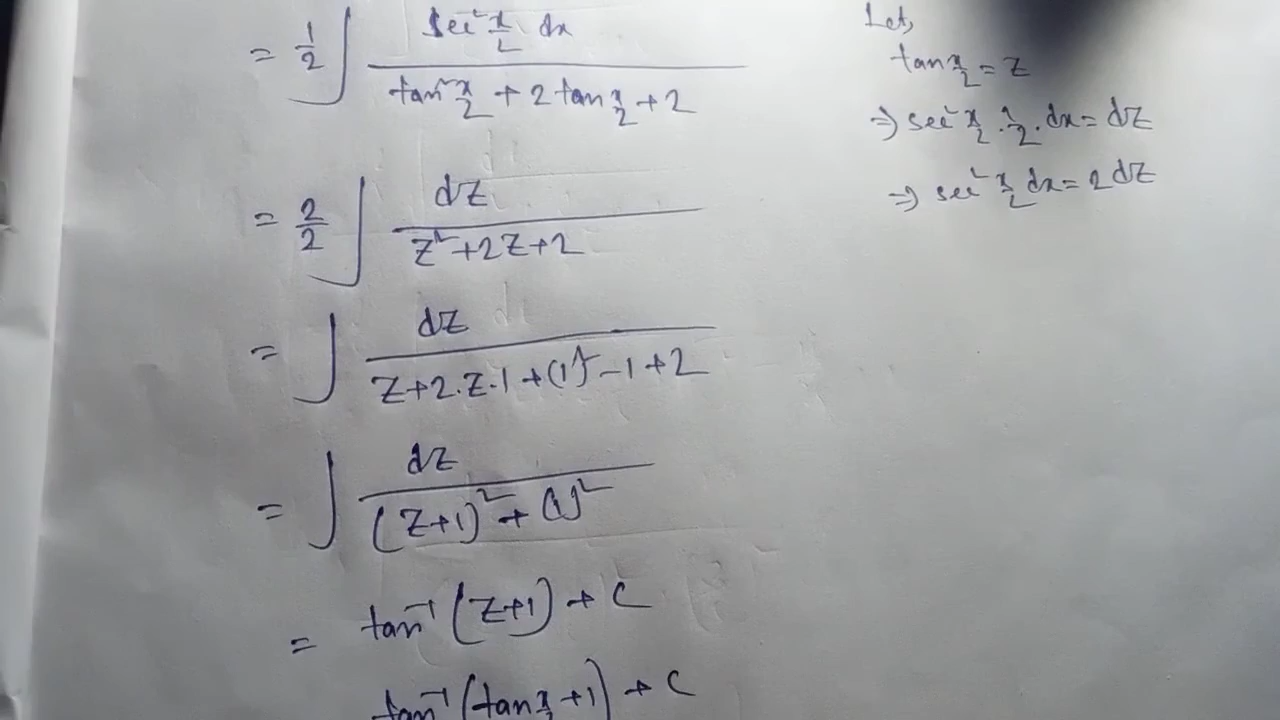 = 1/2 ∫ sec² x/2 dx / (tan² x/2 + 2 tan x/2 + 2)
Let,
tan x/2 = z
⇒ sec² x/2 · 1/2 · dx = dz
⇒ sec² x/2 dx = 2 dz
= 2/2 ∫ dz / (z² + 2z + 2)
= ∫ dz / (z + 2·z·1 + (1)² - 1 + 2)
= ∫ dz / ((z+1)² + (1)²)
= tan⁻¹ (z+1) + c
tan⁻¹ (tan x/2 + 1) + c